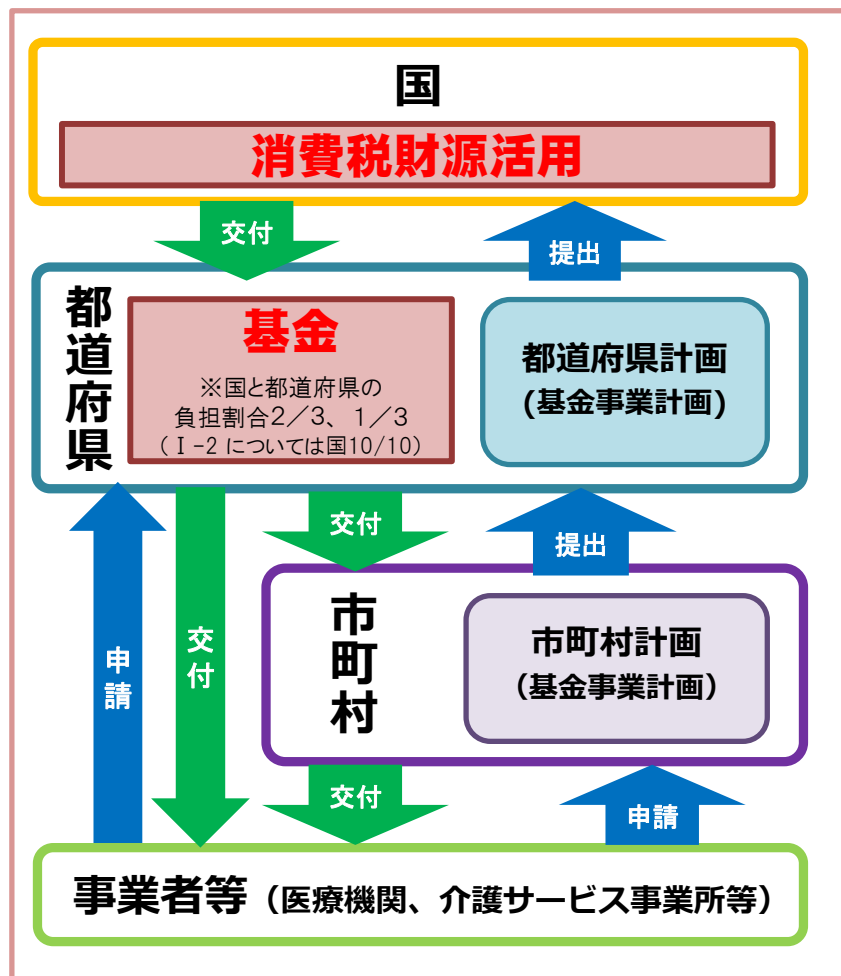 国
消費税財源活用
交付
提出
都道府県
基金
※国と都道府県の
負担割合2／3、1／3
(Ⅰ-2 については国10/10)
都道府県計画
(基金事業計画)
交付
提出
申請
交付
市町村
市町村計画
(基金事業計画)
交付
申請
事業者等（医療機関、介護サービス事業所等）